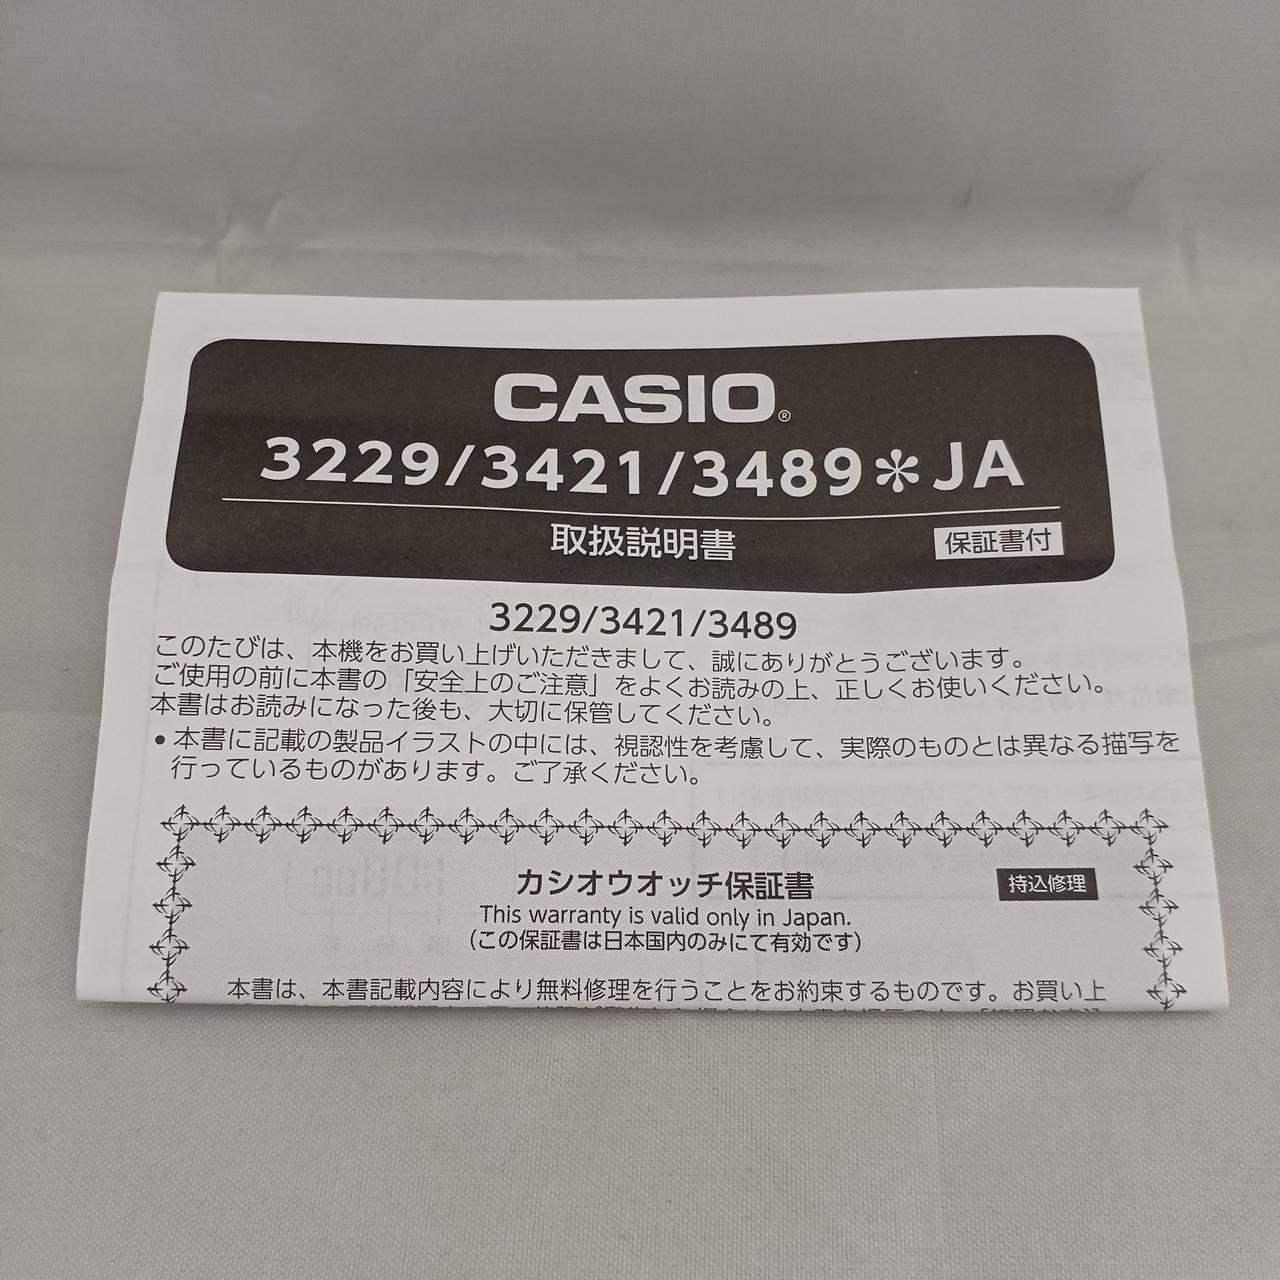 CASIO®
3229/3421/3489*JA
取扱説明書
保証書付
3229/3421/3489
このたびは、本機をお買い上げいただきまして、誠にありがとうございます。
ご使用の前に本書の「安全上のご注意」をよくお読みの上、正しくお使いください。
本書はお読みになった後も、大切に保管してください。
• 本書に記載の製品イラストの中には、視認性を考慮して、実際のものとは異なる描写を
行っているものがあります。ご了承ください。
カシオウオッチ保証書
持込修理
This warranty is valid only in Japan.
(この保証書は日本国内のみにて有効です)
本書は、本書記載内容により無料修理を行うことをお約束するものです。お買い上